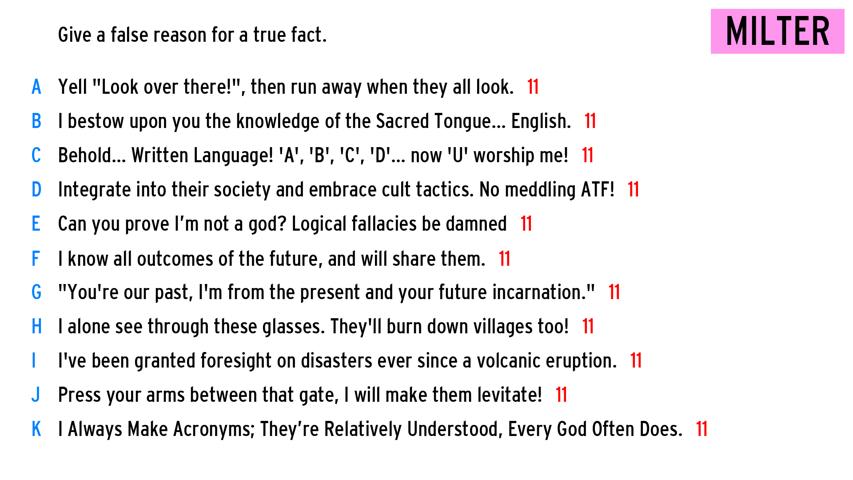 Give a false reason for a true fact.
MILTER
A Yell "Look over there!", then run away when they all look. 11
B I bestow upon you the knowledge of the Sacred Tongue... English. 11
C Behold... Written Language! 'A', 'B', 'C', 'D'... now 'U' worship me! 11
D Integrate into their society and embrace cult tactics. No meddling ATF! 11
E Can you prove I'm not a god? Logical fallacies be damned 11
F I know all outcomes of the future, and will share them. 11
G "You're our past, I'm from the present and your future incarnation." 11
H I alone see through these glasses. They'll burn down villages too! 11
I I've been granted foresight on disasters ever since a volcanic eruption. 11
J Press your arms between that gate, I will make them levitate! 11
K I Always Make Acronyms; They're Relatively Understood, Every God Often Does. 11